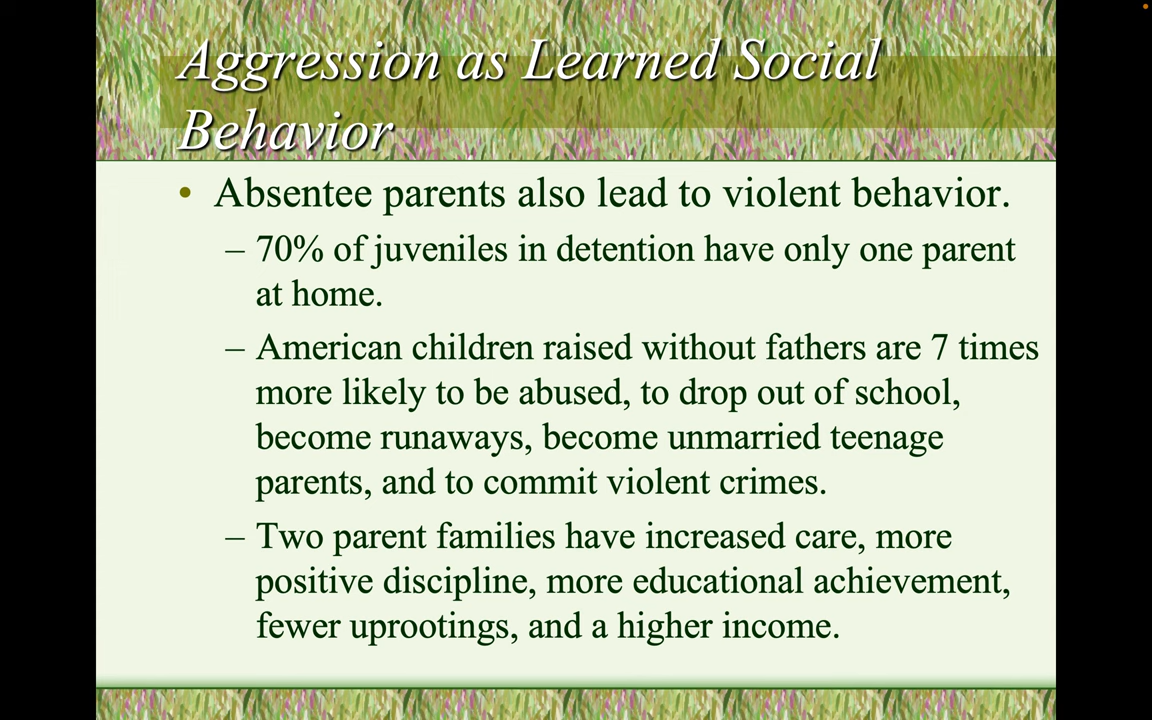 Aggression as Learned Social
Behavior
• Absentee parents also lead to violent behavior.
– 70% of juveniles in detention have only one parent
at home.
– American children raised without fathers are 7 times
more likely to be abused, to drop out of school,
become runaways, become unmarried teenage
parents, and to commit violent crimes.
– Two parent families have increased care, more
positive discipline, more educational achievement,
fewer uprootings, and a higher income.